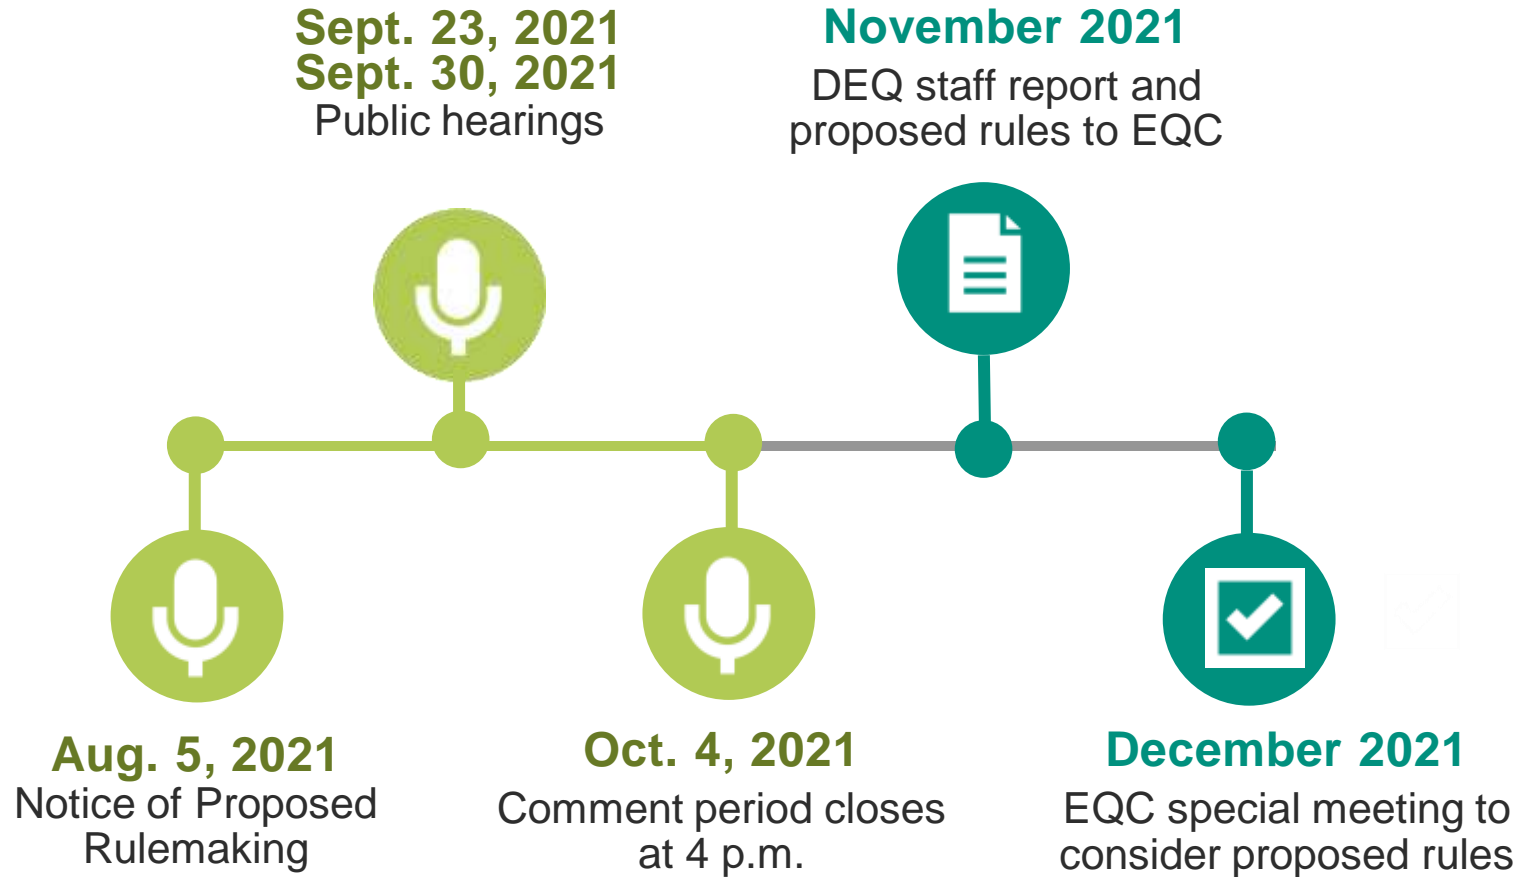 Sept. 23, 2021
Sept. 30, 2021
Public hearings
November 2021
DEQ staff report and
proposed rules to EQC
Aug. 5, 2021
Notice of Proposed
Rulemaking
Oct. 4, 2021
Comment period closes
at 4 p.m.
December 2021
EQC special meeting to
consider proposed rules